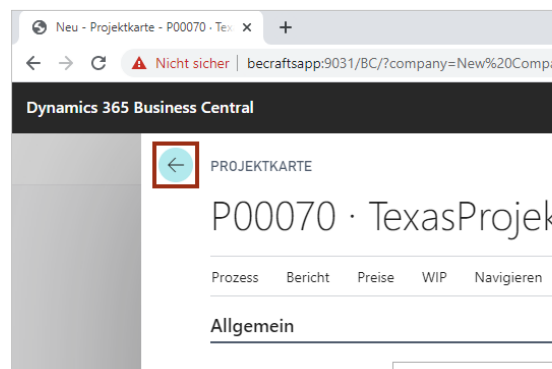 Neu - Projektkarte - P00070 · Tex
Nicht sicher | becraftsapp:9031/BC/?company=New%20Compa
Dynamics 365 Business Central
PROJEKTKARTE
P00070 · TexasProjek
Prozess Bericht Preise WIP Navigieren
Allgemein